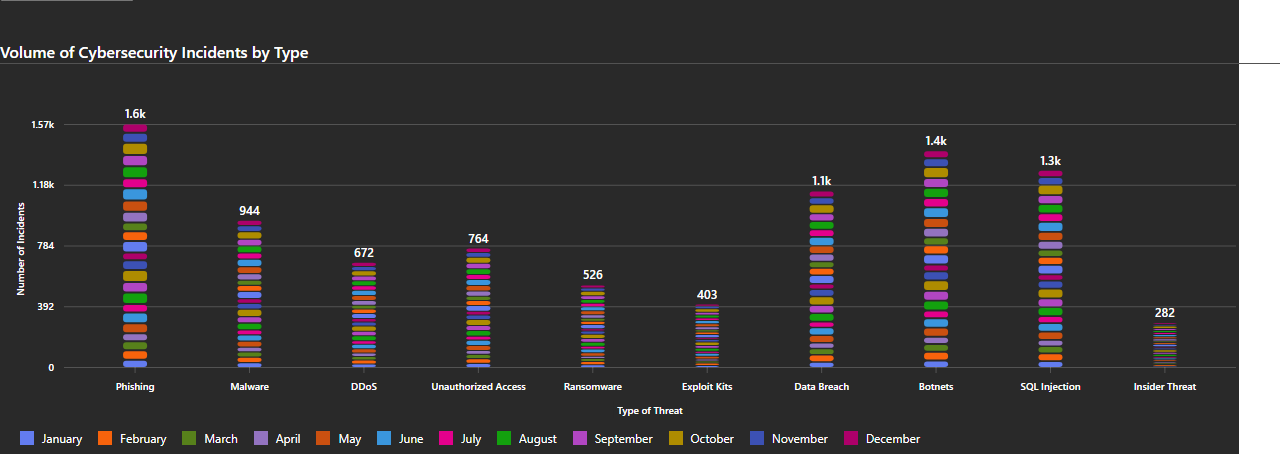 Volume of Cybersecurity Incidents by Type
1.6k
1.57k
1.4k
1.3k
1.18k
1.1k
944
784
764
672
526
403
392
282
0
Number of Incidents
Phishing Malware DDoS Unauthorized Access Ransomware Exploit Kits Data Breach Botnets SQL Injection Insider Threat
Type of Threat
January February March April May June July August September October November December